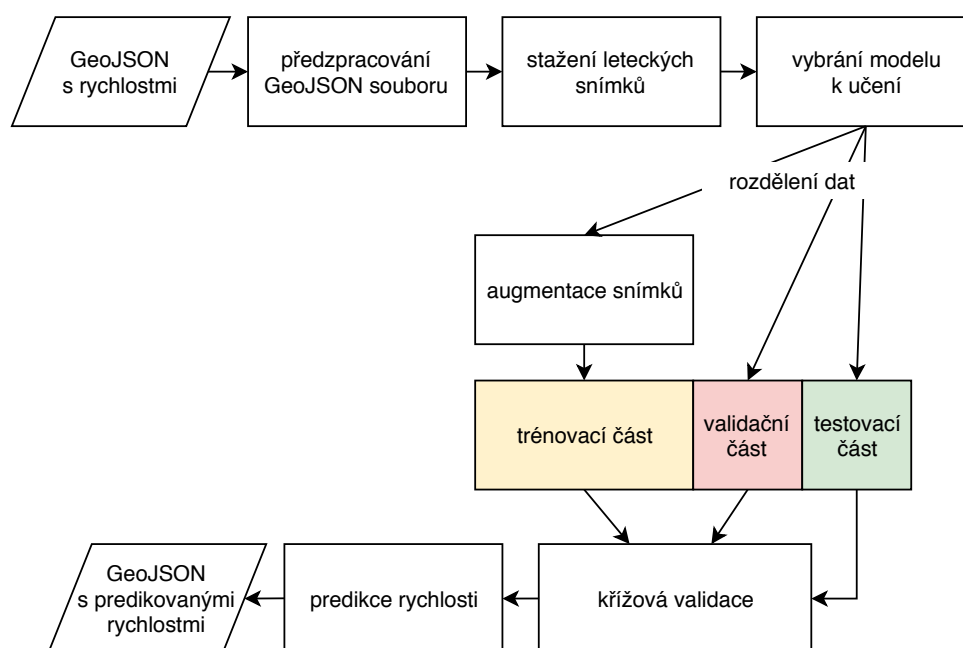 GeoJSON
s rychlostmi
předzpracování
GeoJSON souboru
stažení leteckých
snímků
vybrání modelu
k učení
rozdělení dat
augmentace snímků
trénovací část
validační
část
testovací
část
GeoJSON
s predikovanými
rychlostmi
predikce rychlosti
křížová validace